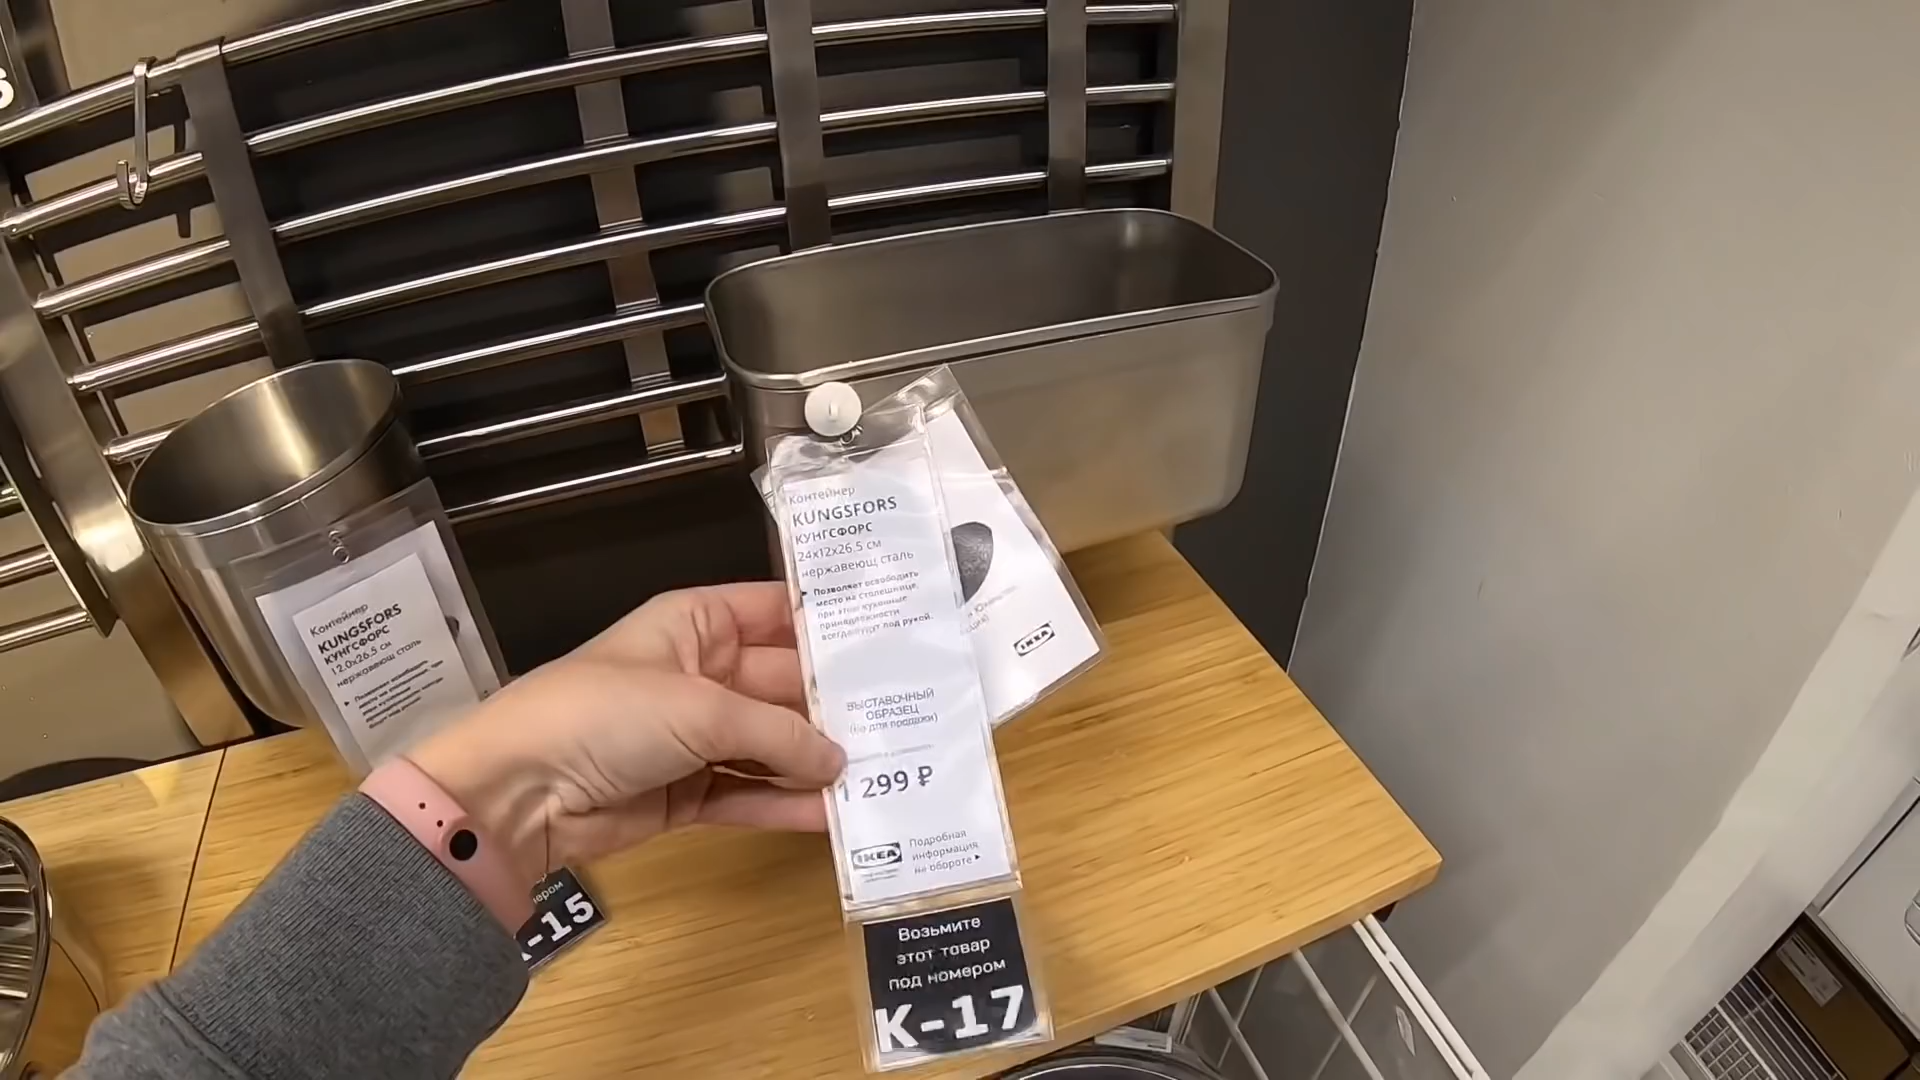 Контейнер
KUNGSFORS
КУНГСФОРС
12.0x26.5 см
нержавеющ сталь
K-15
Контейнер
KUNGSFORS
КУНГСФОРС
24x12x26.5 см
нержавеющ сталь
▸ Позволяет освободить
место на столешнице,
при этом кухонные
принадлежности
всегда будут под рукой.
ВЫСТАВОЧНЫЙ
ОБРАЗЕЦ
(не для продажи)
1 299 ₽
IKEA
Подробная
информация
на обороте ▸
IKEA
Возьмите
этот товар
под номером
K-17